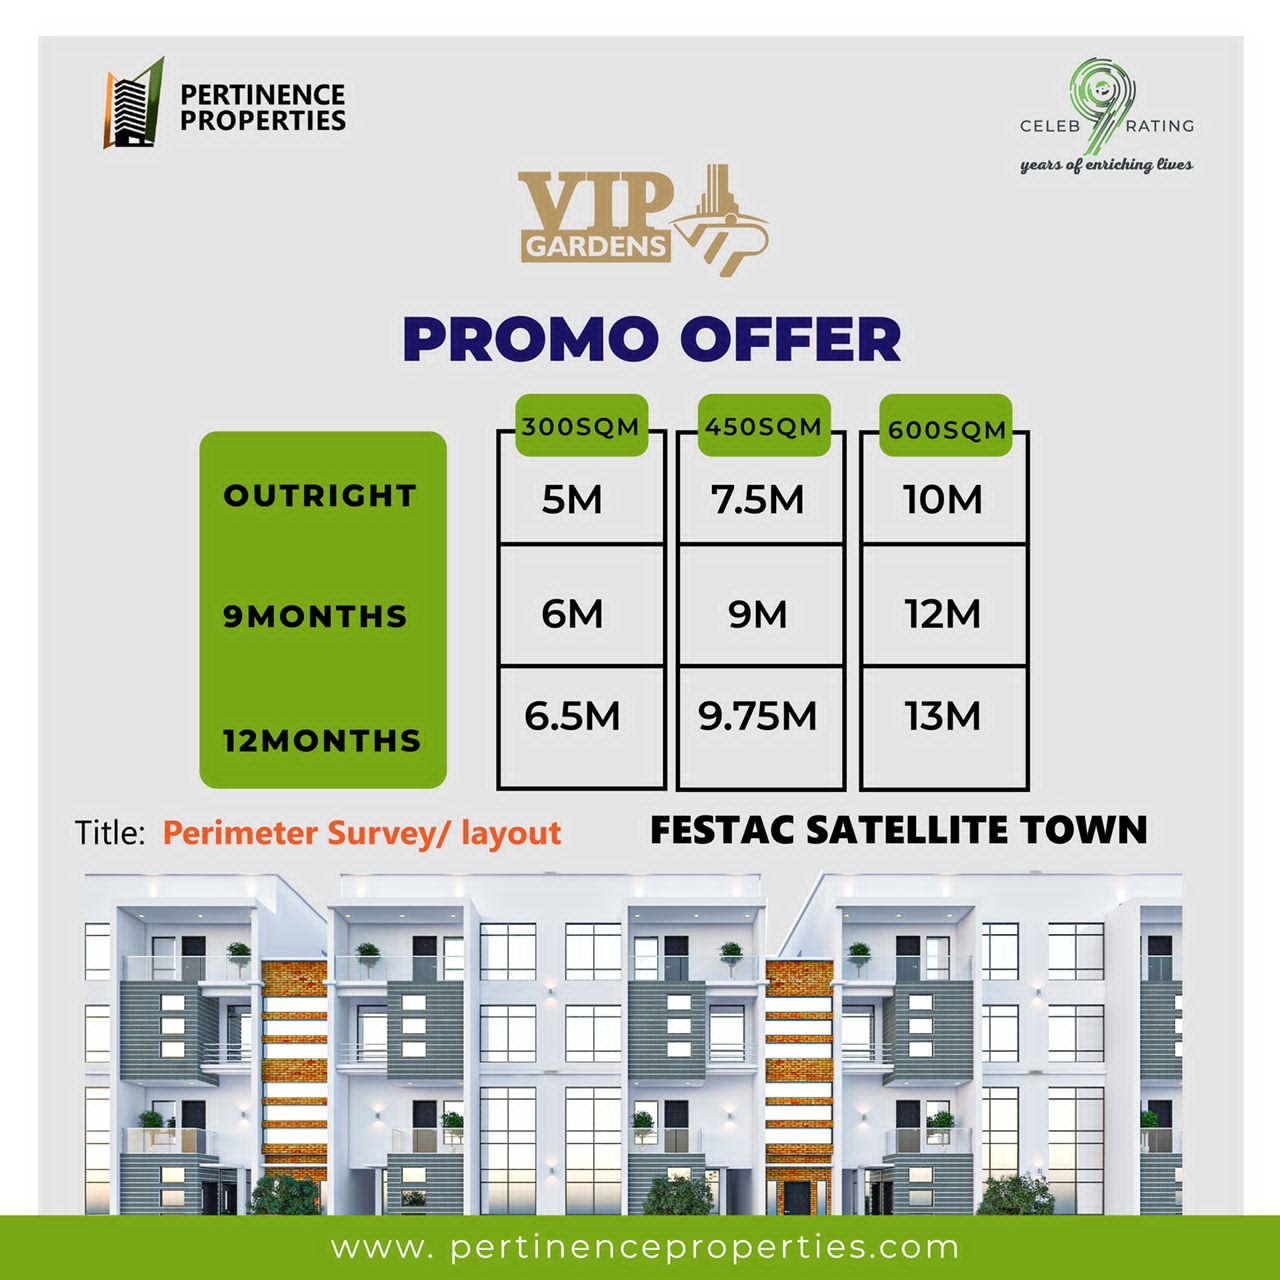 PERTINENCE
PROPERTIES
CELEB9RATING
years of enriching lives
VIP
GARDENS
VIP
PROMO OFFER
300SQM 450SQM 600SQM
OUTRIGHT 5M 7.5M 10M
9MONTHS 6M 9M 12M
12MONTHS 6.5M 9.75M 13M
Title: Perimeter Survey/ layout FESTAC SATELLITE TOWN
www. pertinenceproperties.com